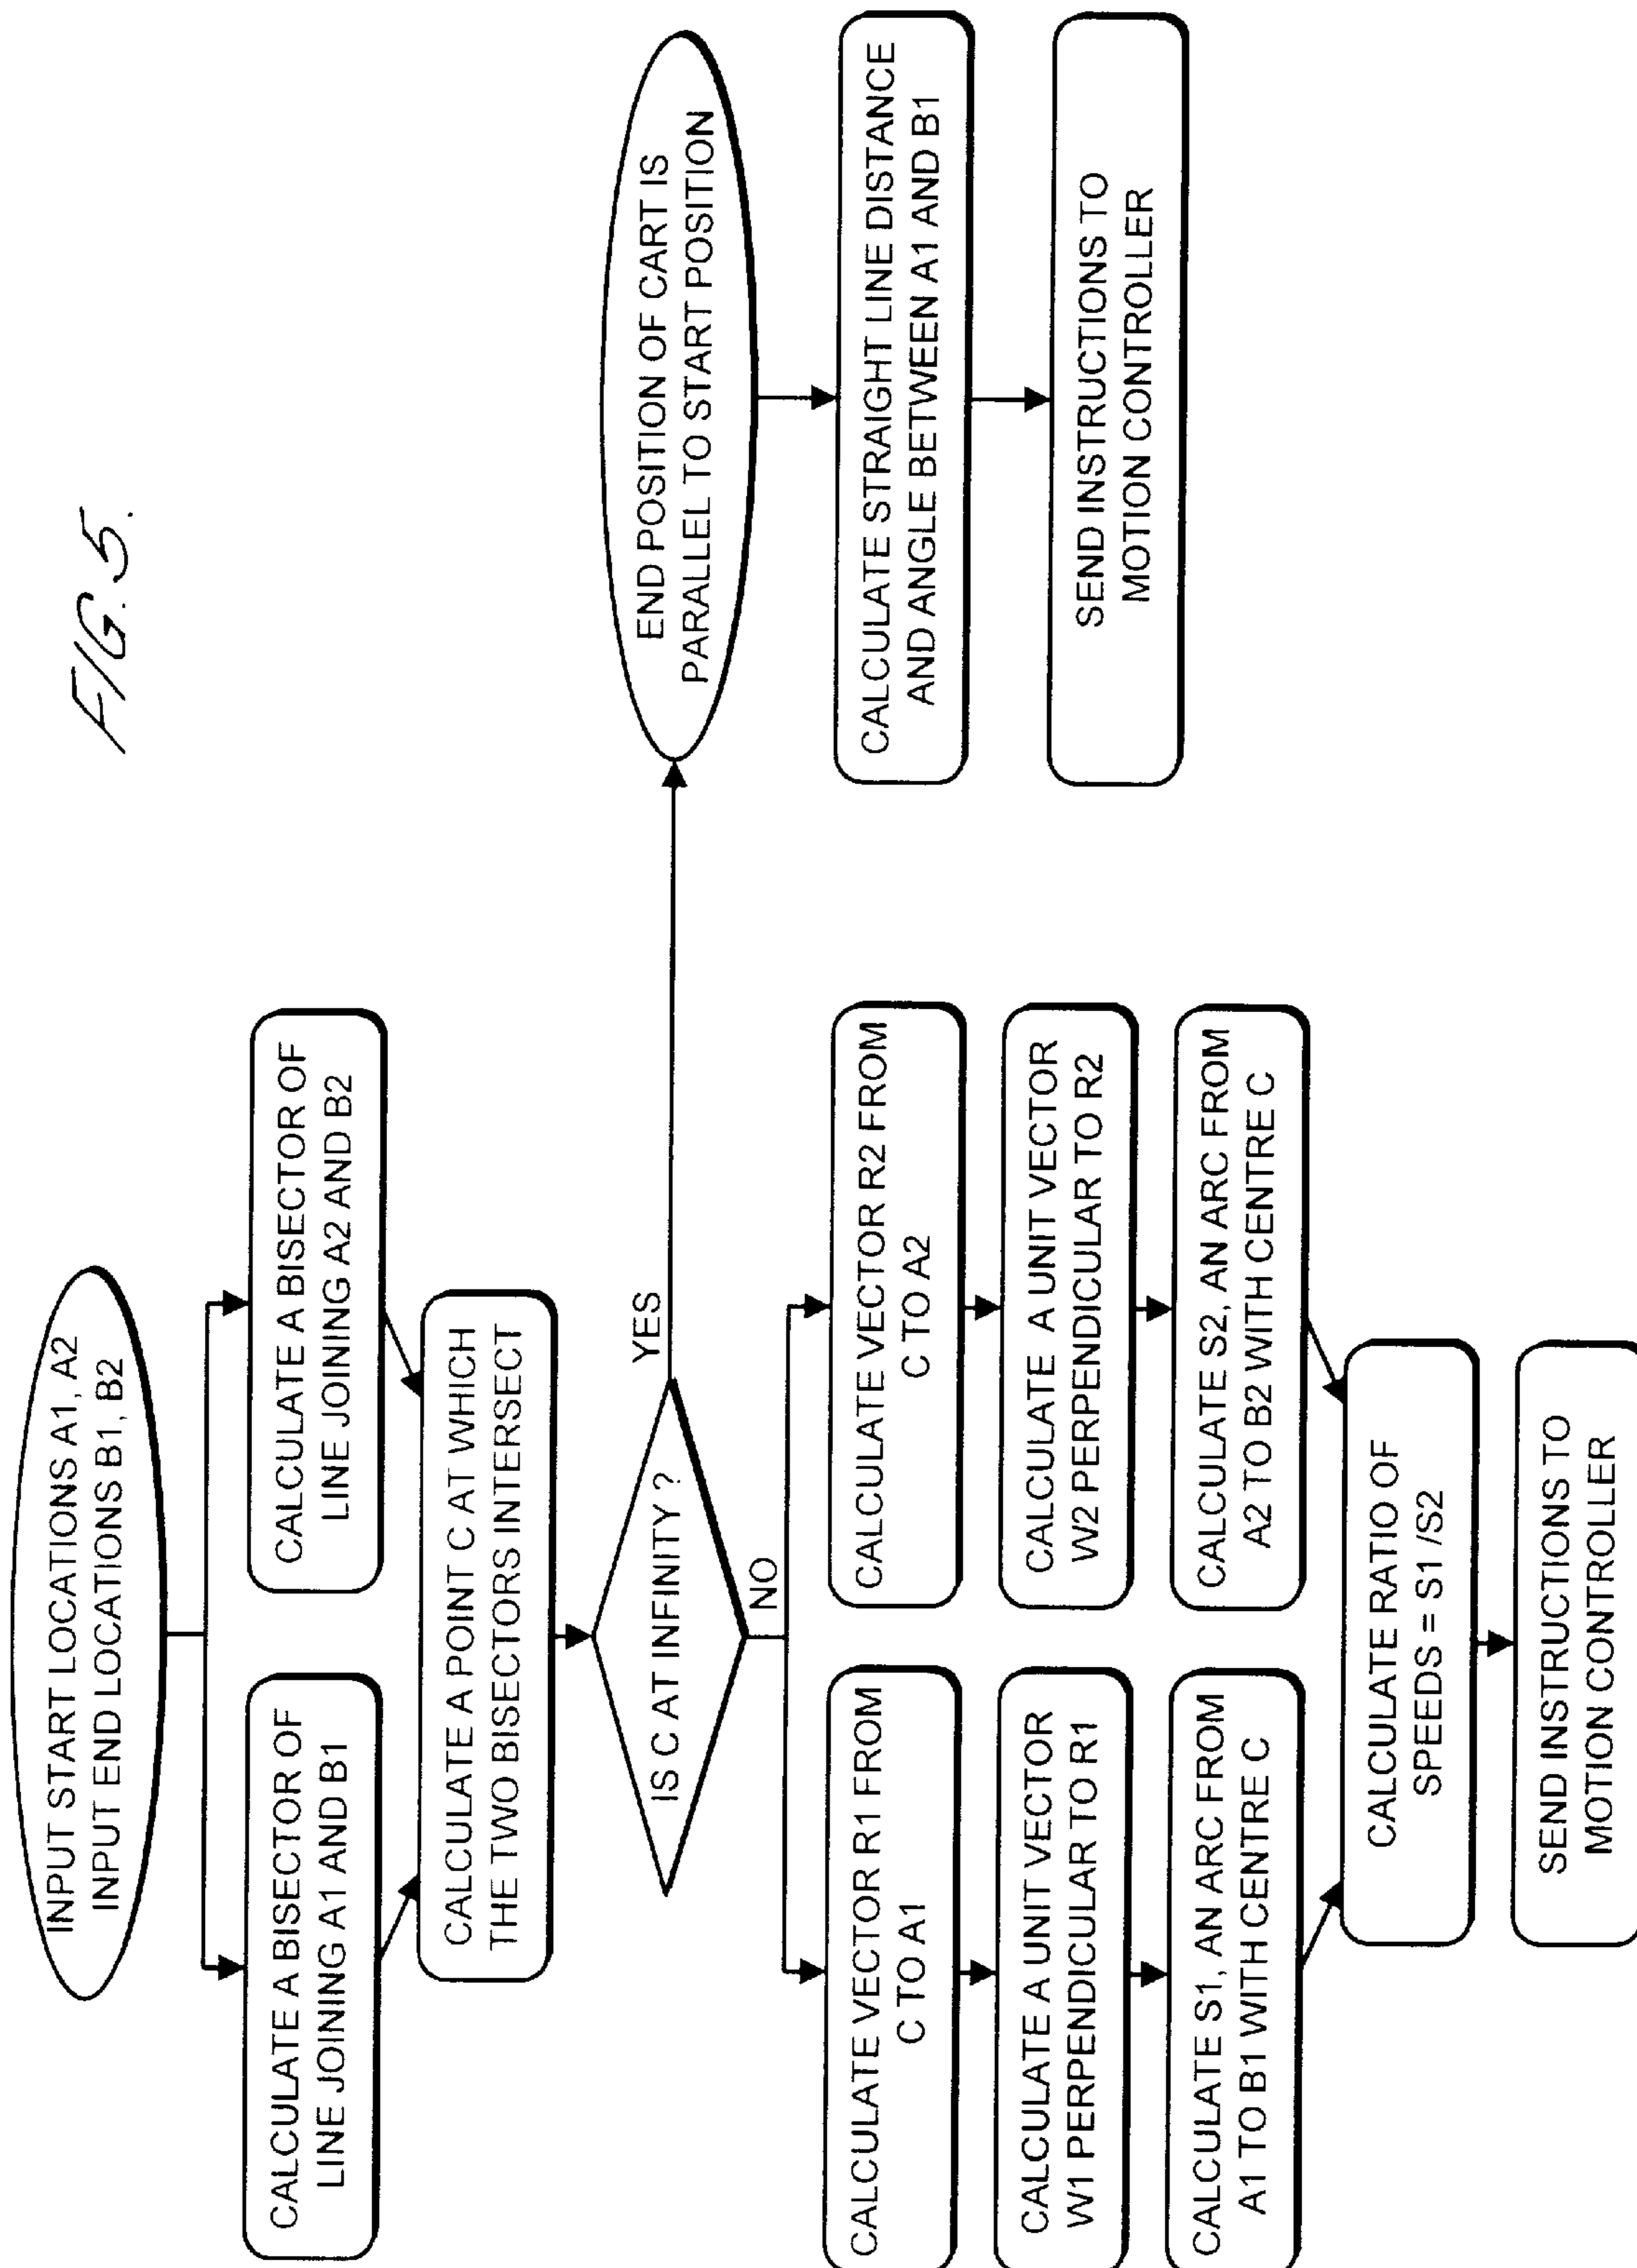 FIG. 5.
INPUT START LOCATIONS A1, A2
INPUT END LOCATIONS B1, B2
CALCULATE A BISECTOR OF
LINE JOINING A1 AND B1
CALCULATE A BISECTOR OF
LINE JOINING A2 AND B2
CALCULATE A POINT C AT WHICH
THE TWO BISECTORS INTERSECT
IS C AT INFINITY ?
YES
NO
END POSITION OF CART IS
PARALLEL TO START POSITION
CALCULATE STRAIGHT LINE DISTANCE
AND ANGLE BETWEEN A1 AND B1
SEND INSTRUCTIONS TO
MOTION CONTROLLER
CALCULATE VECTOR R1 FROM
C TO A1
CALCULATE A UNIT VECTOR
W1 PERPENDICULAR TO R1
CALCULATE S1, AN ARC FROM
A1 TO B1 WITH CENTRE C
CALCULATE VECTOR R2 FROM
C TO A2
CALCULATE A UNIT VECTOR
W2 PERPENDICULAR TO R2
CALCULATE S2, AN ARC FROM
A2 TO B2 WITH CENTRE C
CALCULATE RATIO OF
SPEEDS = S1 /S2
SEND INSTRUCTIONS TO
MOTION CONTROLLER